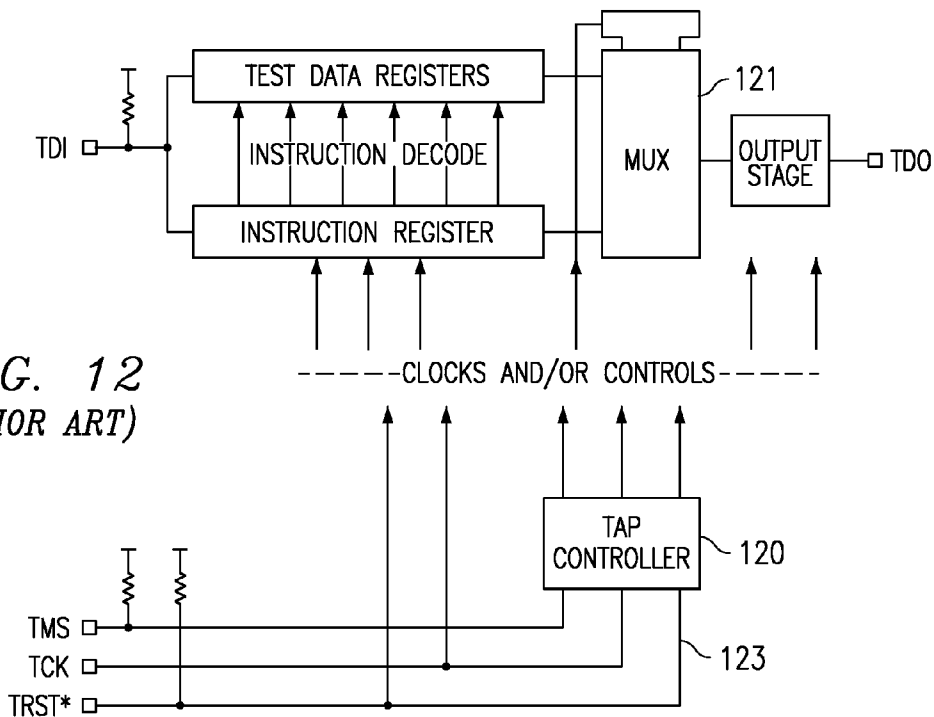 TEST DATA REGISTERS
121
TDI
INSTRUCTION DECODE
MUX
OUTPUT
STAGE
TDO
INSTRUCTION REGISTER
G. 12
CLOCKS AND/OR CONTROLS
IOR ART)
TAP
CONTROLLER
120
TMS
TCK
123
TRST*